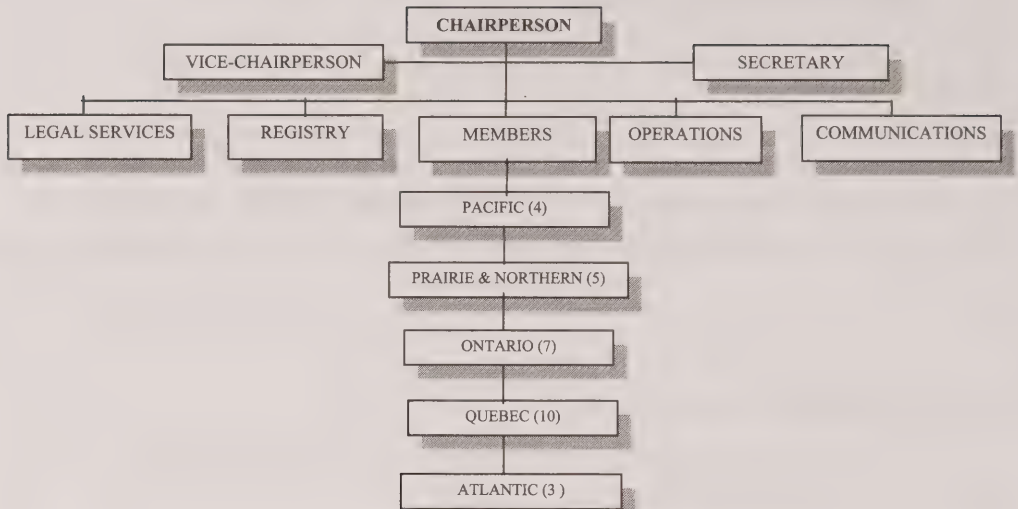 CHAIRPERSON
VICE-CHAIRPERSON
SECRETARY
LEGAL SERVICES
REGISTRY
MEMBERS
OPERATIONS
COMMUNICATIONS
PACIFIC (4)
PRAIRIE & NORTHERN (5)
ONTARIO (7)
QUEBEC (10)
ATLANTIC (3 )